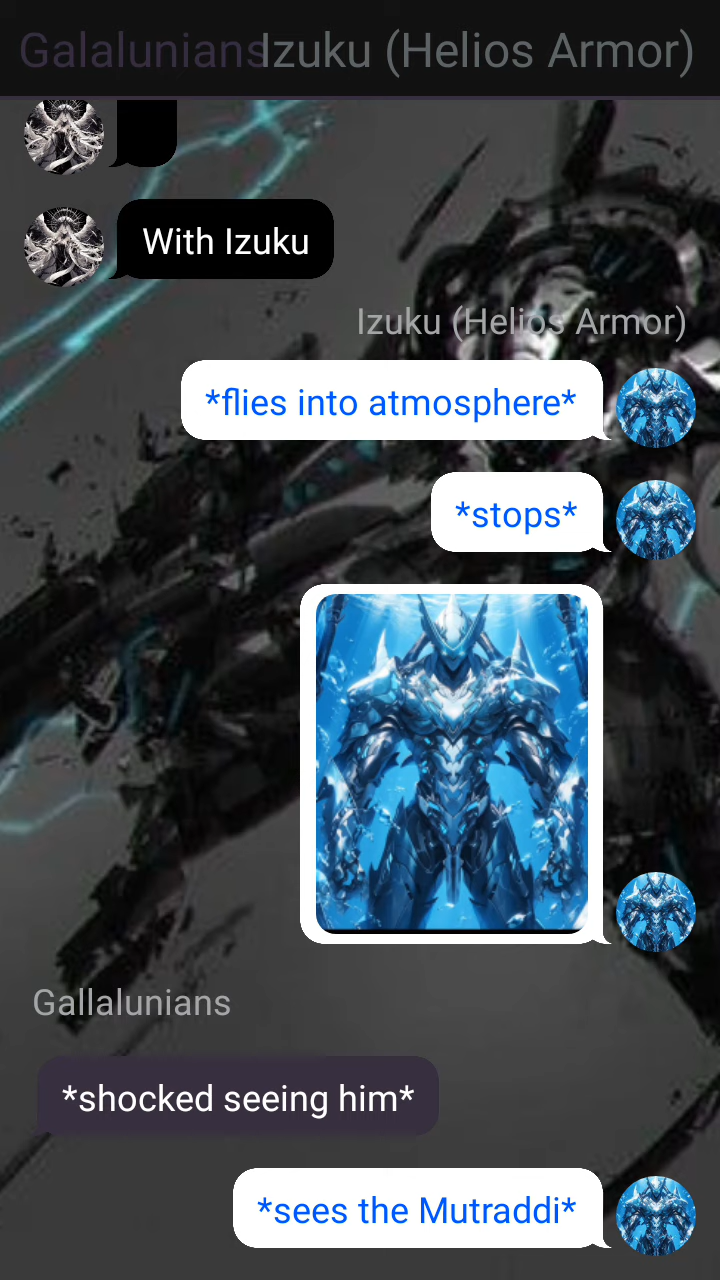 Galalunians Izuku (Helios Armor)
With Izuku
Izuku (Helios Armor)
*flies into atmosphere*
*stops*
Gallalunians
*shocked seeing him*
*sees the Mutraddi*